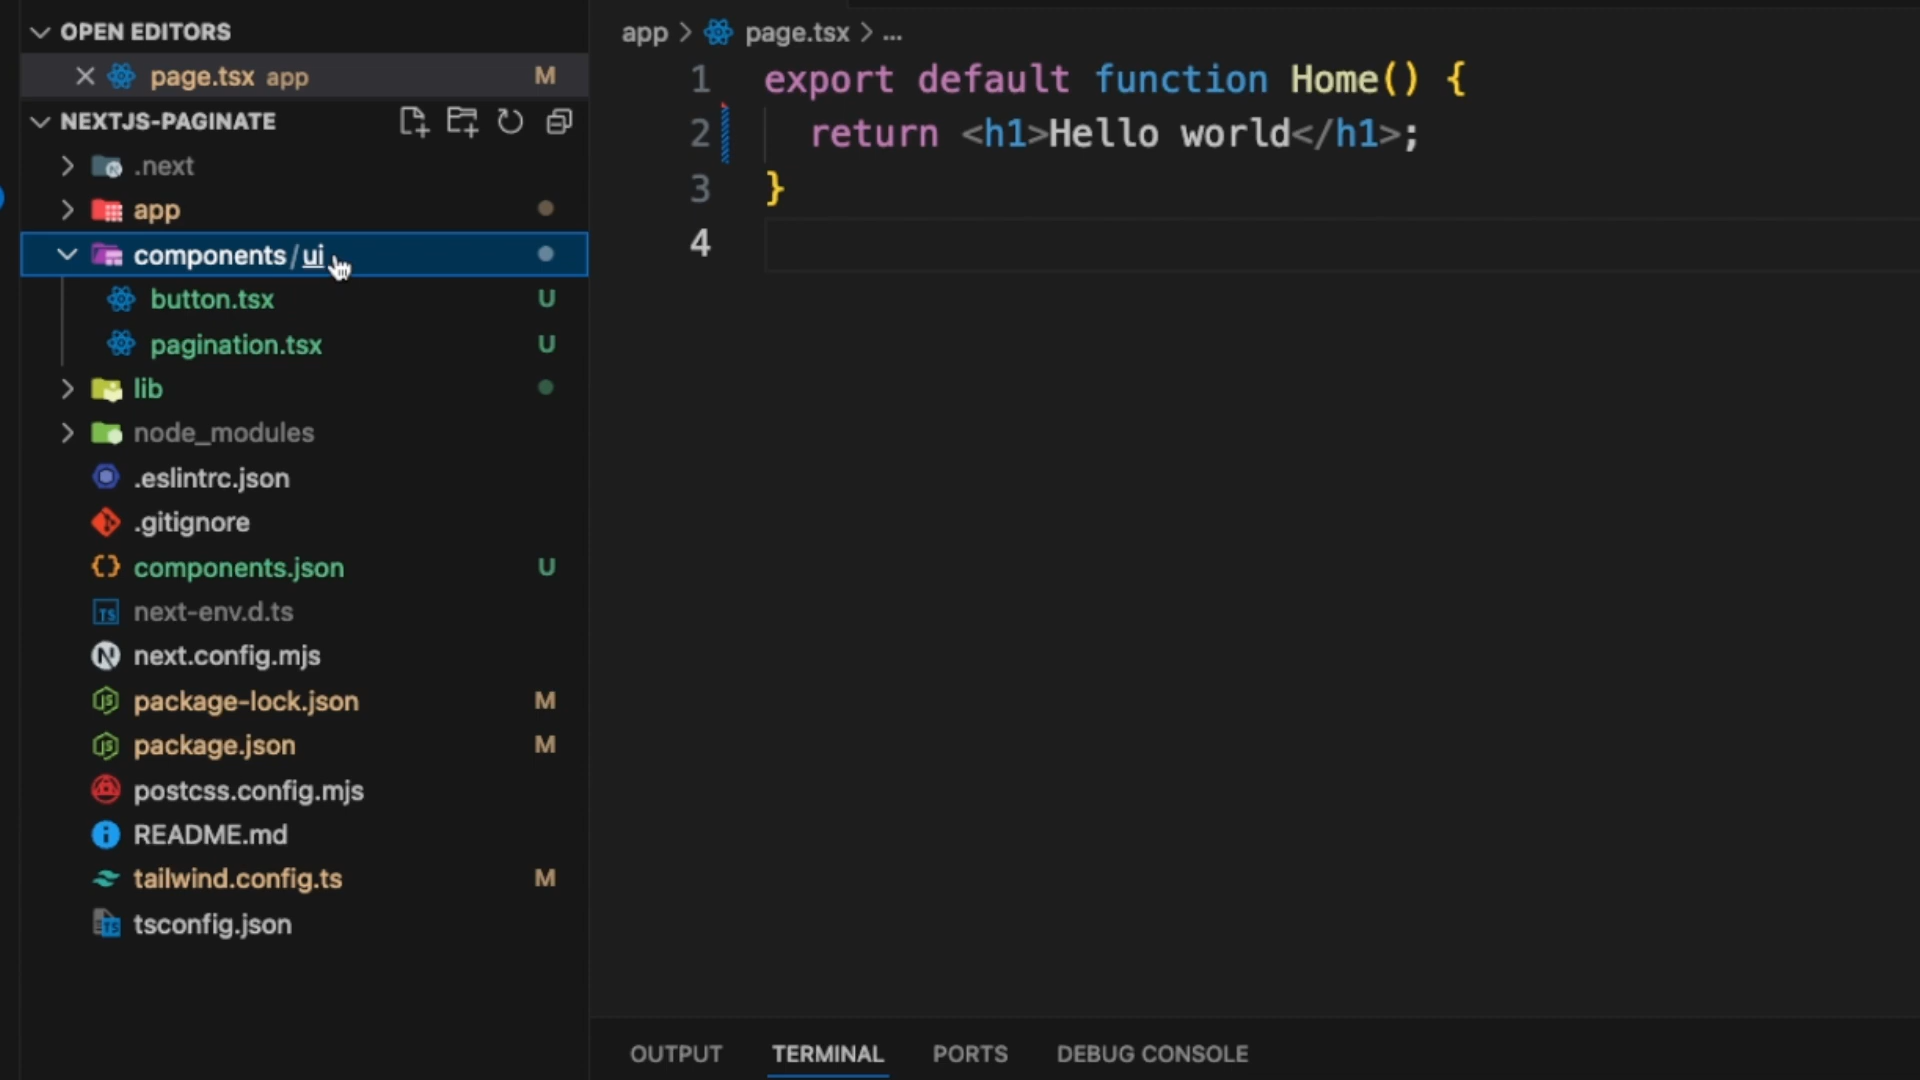 OPEN EDITORS
page.tsx app M
NEXTJS-PAGINATE
.next
app
components/ui
button.tsx U
pagination.tsx U
lib
node_modules
.eslintrc.json
.gitignore
components.json U
next-env.d.ts
next.config.mjs
package-lock.json M
package.json M
postcss.config.mjs
README.md
tailwind.config.ts M
tsconfig.json
app > page.tsx > ...
1 export default function Home() {
2 return <h1>Hello world</h1>;
3 }
4
OUTPUT TERMINAL PORTS DEBUG CONSOLE